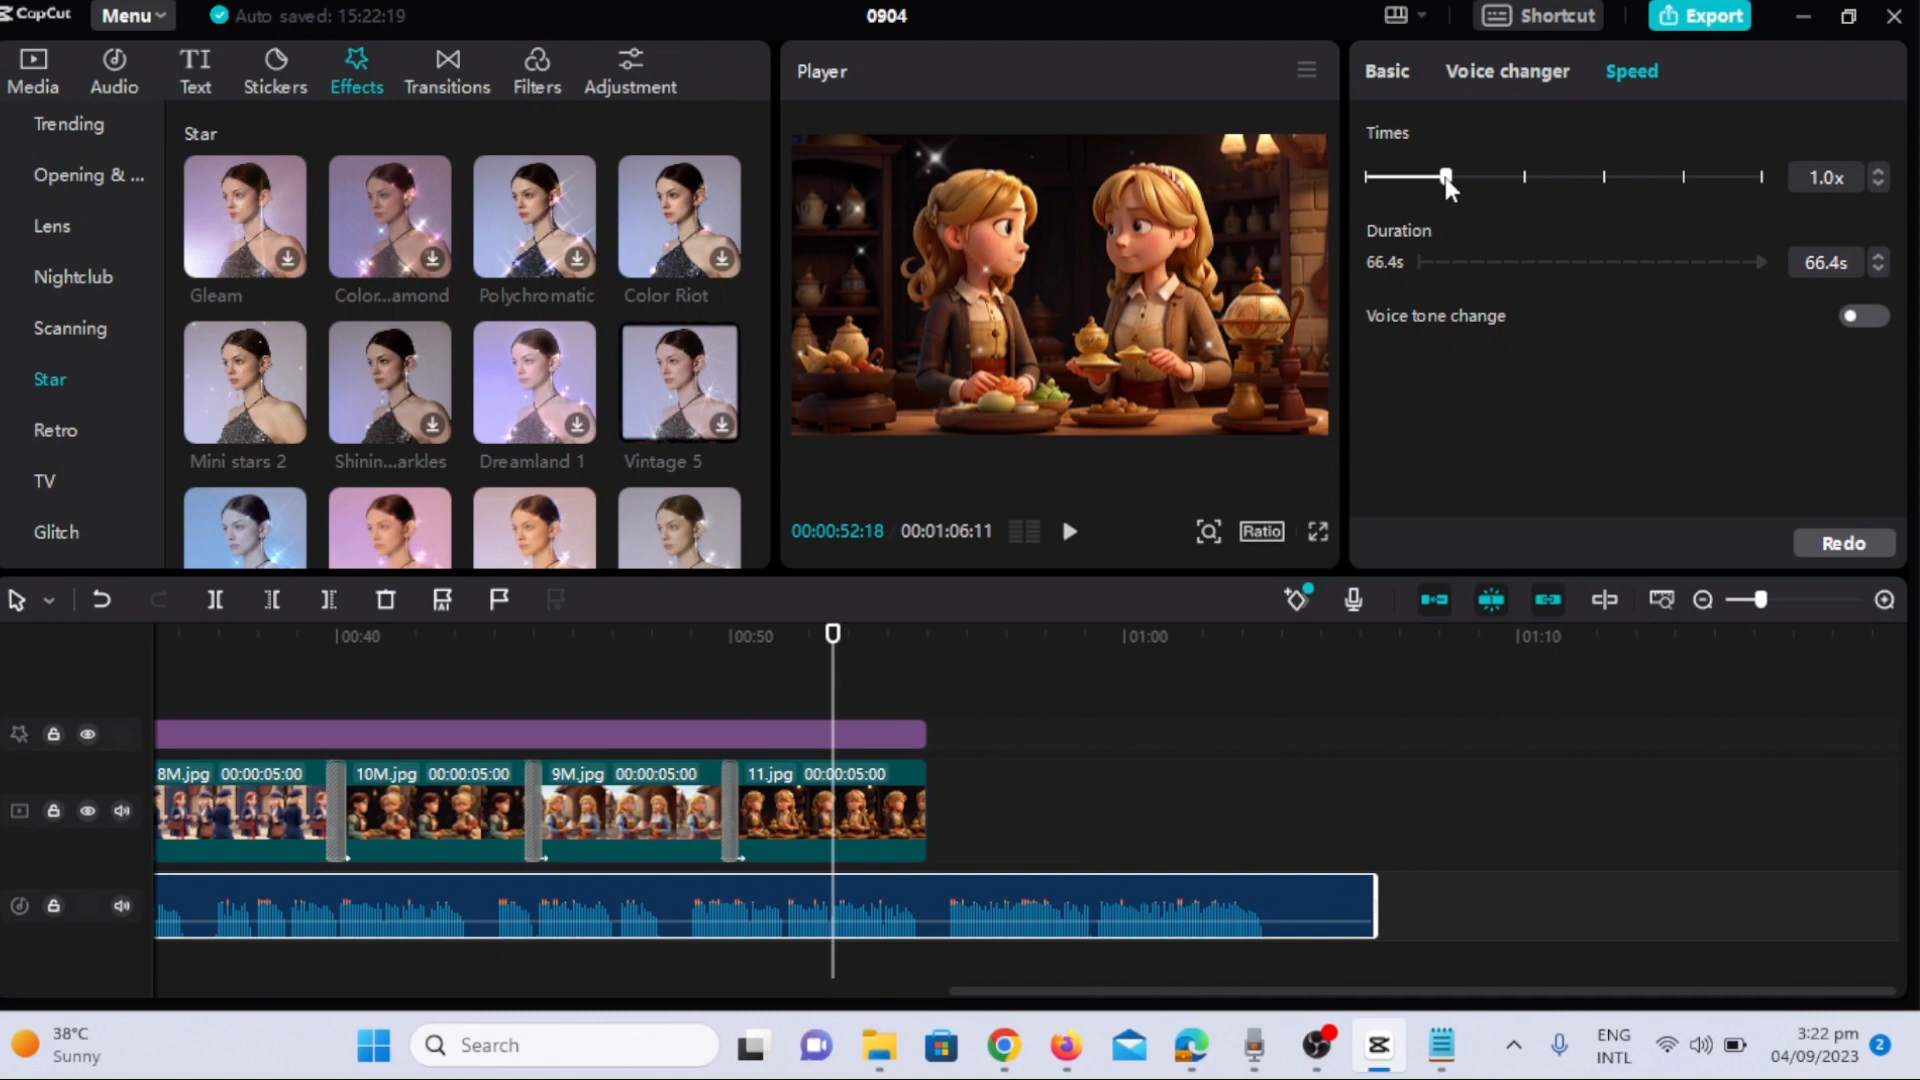 CapCut
Menu
Auto saved: 15:22:19
0904
Shortcut
Export
Media
Audio
TI
Text
Stickers
Effects
Transitions
Filters
Adjustment
Player
Basic
Voice changer
Speed
Trending
Opening & ...
Lens
Nightclub
Scanning
Star
Retro
TV
Glitch
Star
Gleam
Color...amond
Polychromatic
Color Riot
Mini stars 2
Shinin...arkles
Dreamland 1
Vintage 5
00:00:52:18
00:01:06:11
Ratio
Times
1.0x
Duration
66.4s
66.4s
Voice tone change
Redo
00:40
00:50
01:00
01:10
8M.jpg 00:00:05:00
10M.jpg 00:00:05:00
9M.jpg 00:00:05:00
11.jpg 00:00:05:00
38°C
Sunny
Search
ENG
INTL
3:22 pm
04/09/2023
2